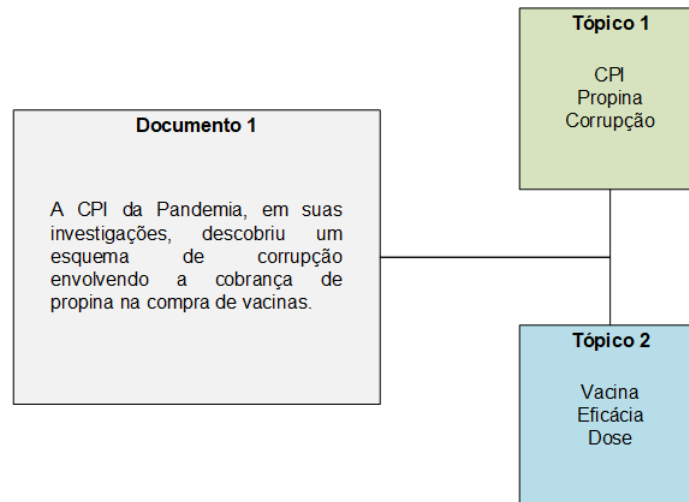 Documento 1
A CPI da Pandemia, em suas
investigações, descobriu um
esquema de corrupção
envolvendo a cobrança de
propina na compra de vacinas.
Tópico 1
CPI
Propina
Corrupção
Tópico 2
Vacina
Eficácia
Dose